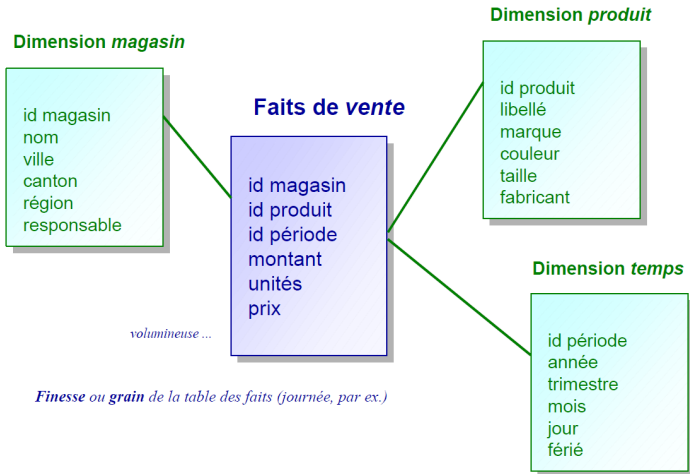 Dimension magasin
id magasin
nom
ville
canton
région
responsable
Faits de vente
id magasin
id produit
id période
montant
unités
prix
volumineuse ...
Finesse ou grain de la table des faits (journée, par ex.)
Dimension produit
id produit
libellé
marque
couleur
taille
fabricant
Dimension temps
id période
année
trimestre
mois
jour
férié